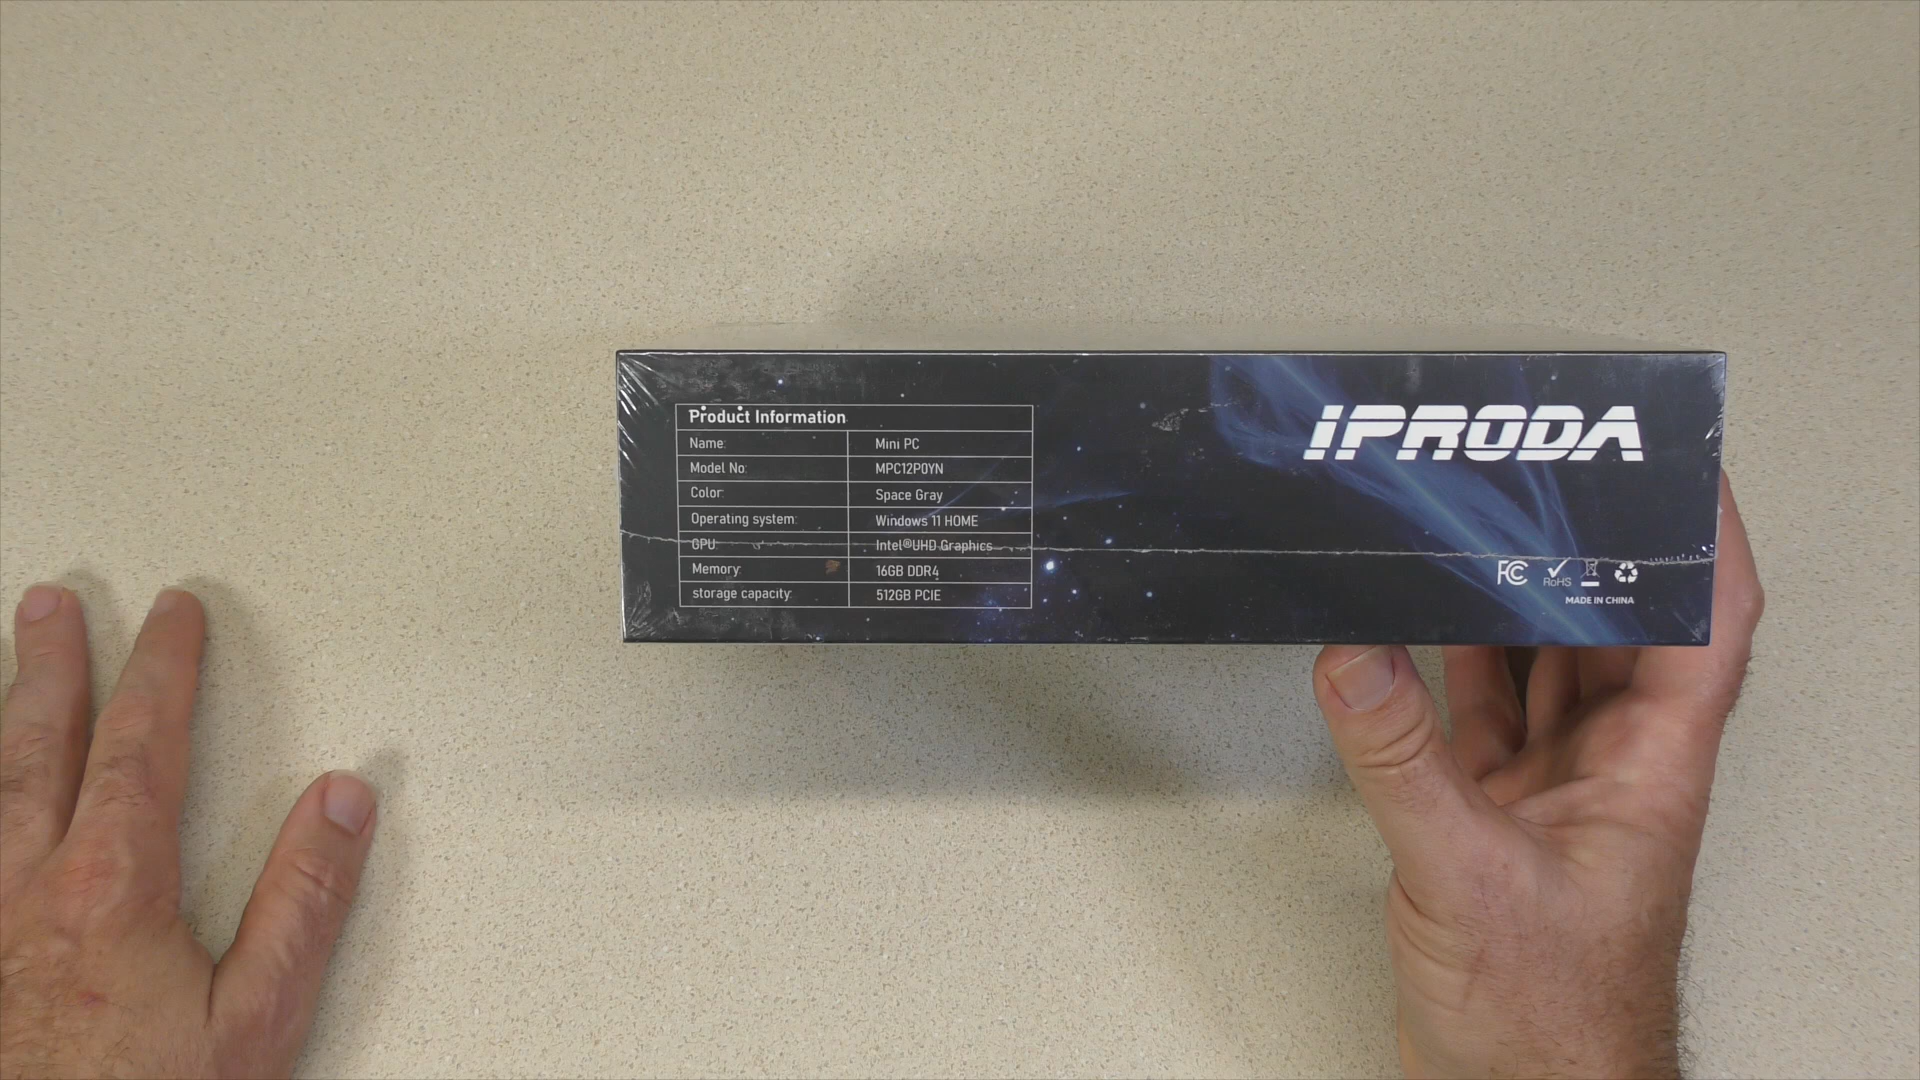 Product Information
Name: Mini PC
Model No: MPC12P0YN
Color: Space Gray
Operating system: Windows 11 HOME
GPU: Intel®UHD Graphics
Memory: 16GB DDR4
storage capacity: 512GB PCIE
IPRODA
FC RoHS
MADE IN CHINA